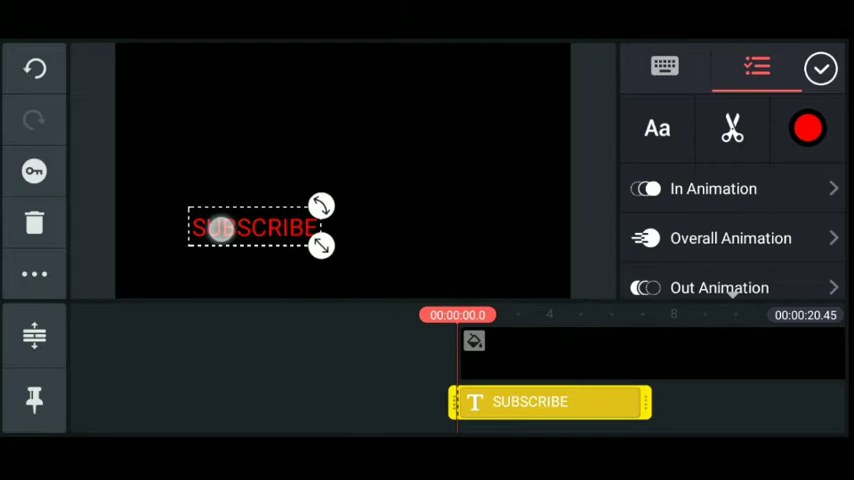 Aa
In Animation
SUBSCRIBE
Overall Animation
Out Animation
00:00:00.0
4
8
00:00:20.45
T SUBSCRIBE